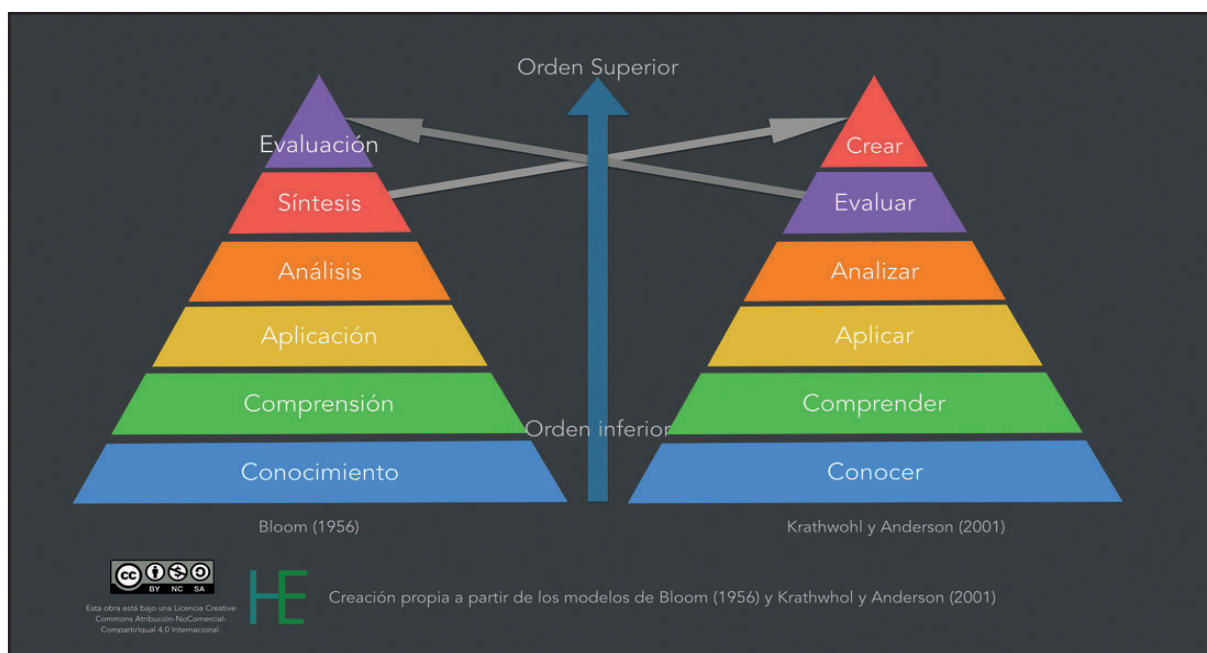 Orden Superior
Evaluación
Síntesis
Análisis
Aplicación
Comprensión
Conocimiento
Bloom (1956)
Orden inferior
Crear
Evaluar
Analizar
Aplicar
Comprender
Conocer
Krathwohl y Anderson (2001)
cc
BY NC SA
Esta obra está bajo una Licencia Creative
Commons Atribución-NoComercial-
CompartirIgual 4.0 Internacional.
HE
Creación propia a partir de los modelos de Bloom (1956) y Krathwhol y Anderson (2001)